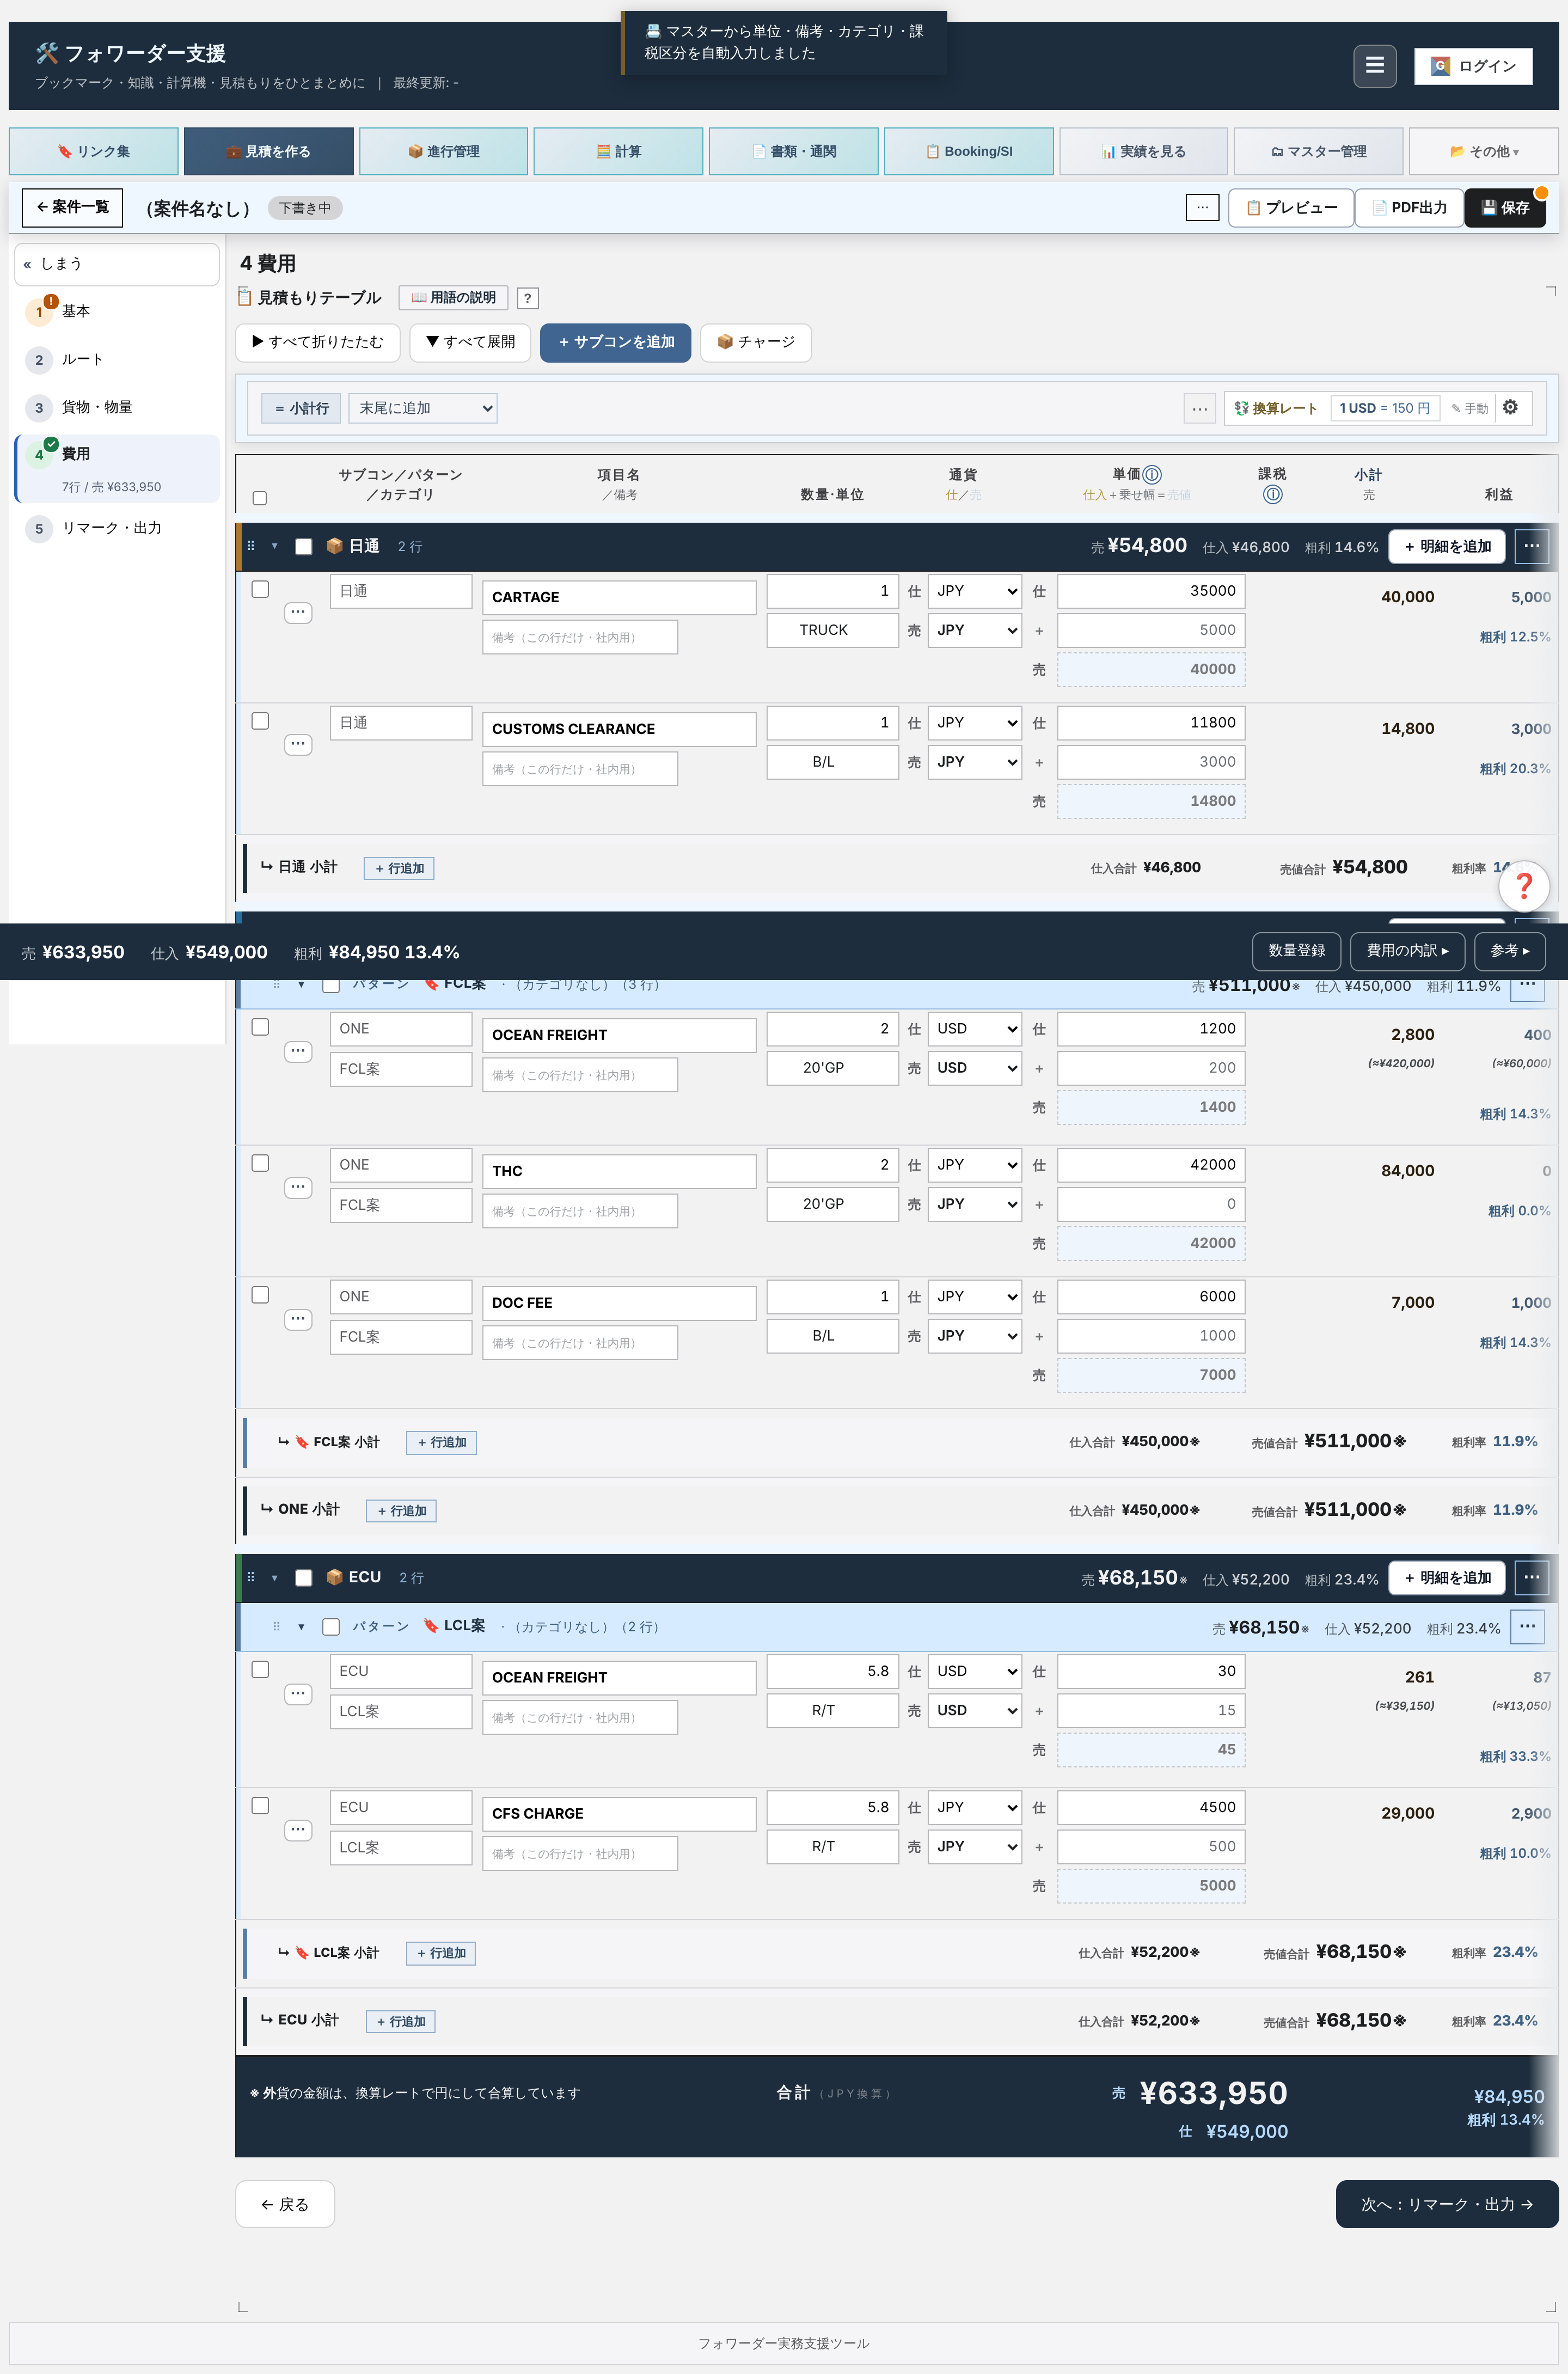 📇 マスターから単位・備考・カテゴリ・課
税区分を自動入力しました
🛠️ フォワーダー支援
ブックマーク・知識・計算機・見積もりをひとまとめに ｜ 最終更新: -
☰
G ログイン
🔖 リンク集
💼 見積を作る
📦 進行管理
🧮 計算
📄 書類・通関
📋 Booking/SI
📊 実績を見る
🗂 マスター管理
📂 その他 ▾
← 案件一覧
（案件名なし）
下書き中
⋯
📋 プレビュー
📄 PDF出力
💾 保存
« しまう
1 ! 基本
2 ルート
3 貨物・物量
4 費用
7行 / 売 ¥633,950
5 リマーク・出力
4 費用
📋 見積もりテーブル
📖 用語の説明
?
▶ すべて折りたたむ
▼ すべて展開
＋ サブコンを追加
📦 チャージ
＝ 小計行
末尾に追加
⋯
💱 換算レート
1 USD = 150 円
✎ 手動
⚙
サブコン／パターン
／カテゴリ
項目名
／備考
数量･単位
通貨
仕／売
単価ⓘ
仕入＋乗せ幅＝売値
課税
ⓘ
小計
売
利益
⠿ ▾ 📦 日通 2 行
売 ¥54,800 仕入 ¥46,800 粗利 14.6%
＋ 明細を追加
⋯
⋯ 日通 CARTAGE 1 仕 JPY 仕 35000 40,000 5,000
備考（この行だけ・社内用） TRUCK 売 JPY ＋ 5000 粗利 12.5%
売 40000
⋯ 日通 CUSTOMS CLEARANCE 1 仕 JPY 仕 11800 14,800 3,000
備考（この行だけ・社内用） B/L 売 JPY ＋ 3000 粗利 20.3%
売 14800
↳ 日通 小計 ＋ 行追加 仕入合計 ¥46,800 売値合計 ¥54,800 粗利率
❓
売 ¥633,950 仕入 ¥549,000 粗利 ¥84,950 13.4%
数量登録
費用の内訳 ▸
参考 ▸
⠿ ▾ パターン 🔖 FCL案 · （カテゴリなし）（3 行）
売 ¥511,000※ 仕入 ¥450,000 粗利 11.9% ⋯
⋯ ONE OCEAN FREIGHT 2 仕 USD 仕 1200 2,800 400
FCL案 備考（この行だけ・社内用） 20'GP 売 USD ＋ 200 (≈¥420,000) (≈¥60,000)
売 1400 粗利 14.3%
⋯ ONE THC 2 仕 JPY 仕 42000 84,000 0
FCL案 備考（この行だけ・社内用） 20'GP 売 JPY ＋ 0 粗利 0.0%
売 42000
⋯ ONE DOC FEE 1 仕 JPY 仕 6000 7,000 1,000
FCL案 備考（この行だけ・社内用） B/L 売 JPY ＋ 1000 粗利 14.3%
売 7000
↳ 🔖 FCL案 小計 ＋ 行追加 仕入合計 ¥450,000※ 売値合計 ¥511,000※ 粗利率 11.9%
↳ ONE 小計 ＋ 行追加 仕入合計 ¥450,000※ 売値合計 ¥511,000※ 粗利率 11.9%
⠿ ▾ 📦 ECU 2 行
売 ¥68,150※ 仕入 ¥52,200 粗利 23.4%
＋ 明細を追加
⋯
⠿ ▾ パターン 🔖 LCL案 · （カテゴリなし）（2 行）
売 ¥68,150※ 仕入 ¥52,200 粗利 23.4% ⋯
⋯ ECU OCEAN FREIGHT 5.8 仕 USD 仕 30 261 87
LCL案 備考（この行だけ・社内用） R/T 売 USD ＋ 15 (≈¥39,150) (≈¥13,050)
売 45 粗利 33.3%
⋯ ECU CFS CHARGE 5.8 仕 JPY 仕 4500 29,000 2,900
LCL案 備考（この行だけ・社内用） R/T 売 JPY ＋ 500 粗利 10.0%
売 5000
↳ 🔖 LCL案 小計 ＋ 行追加 仕入合計 ¥52,200※ 売値合計 ¥68,150※ 粗利率 23.4%
↳ ECU 小計 ＋ 行追加 仕入合計 ¥52,200※ 売値合計 ¥68,150※ 粗利率 23.4%
※ 外貨の金額は、換算レートで円にして合算しています
合計（JPY換算）
売 ¥633,950
仕 ¥549,000
¥84,950
粗利 13.4%
← 戻る
次へ：リマーク・出力 →
フォワーダー実務支援ツール